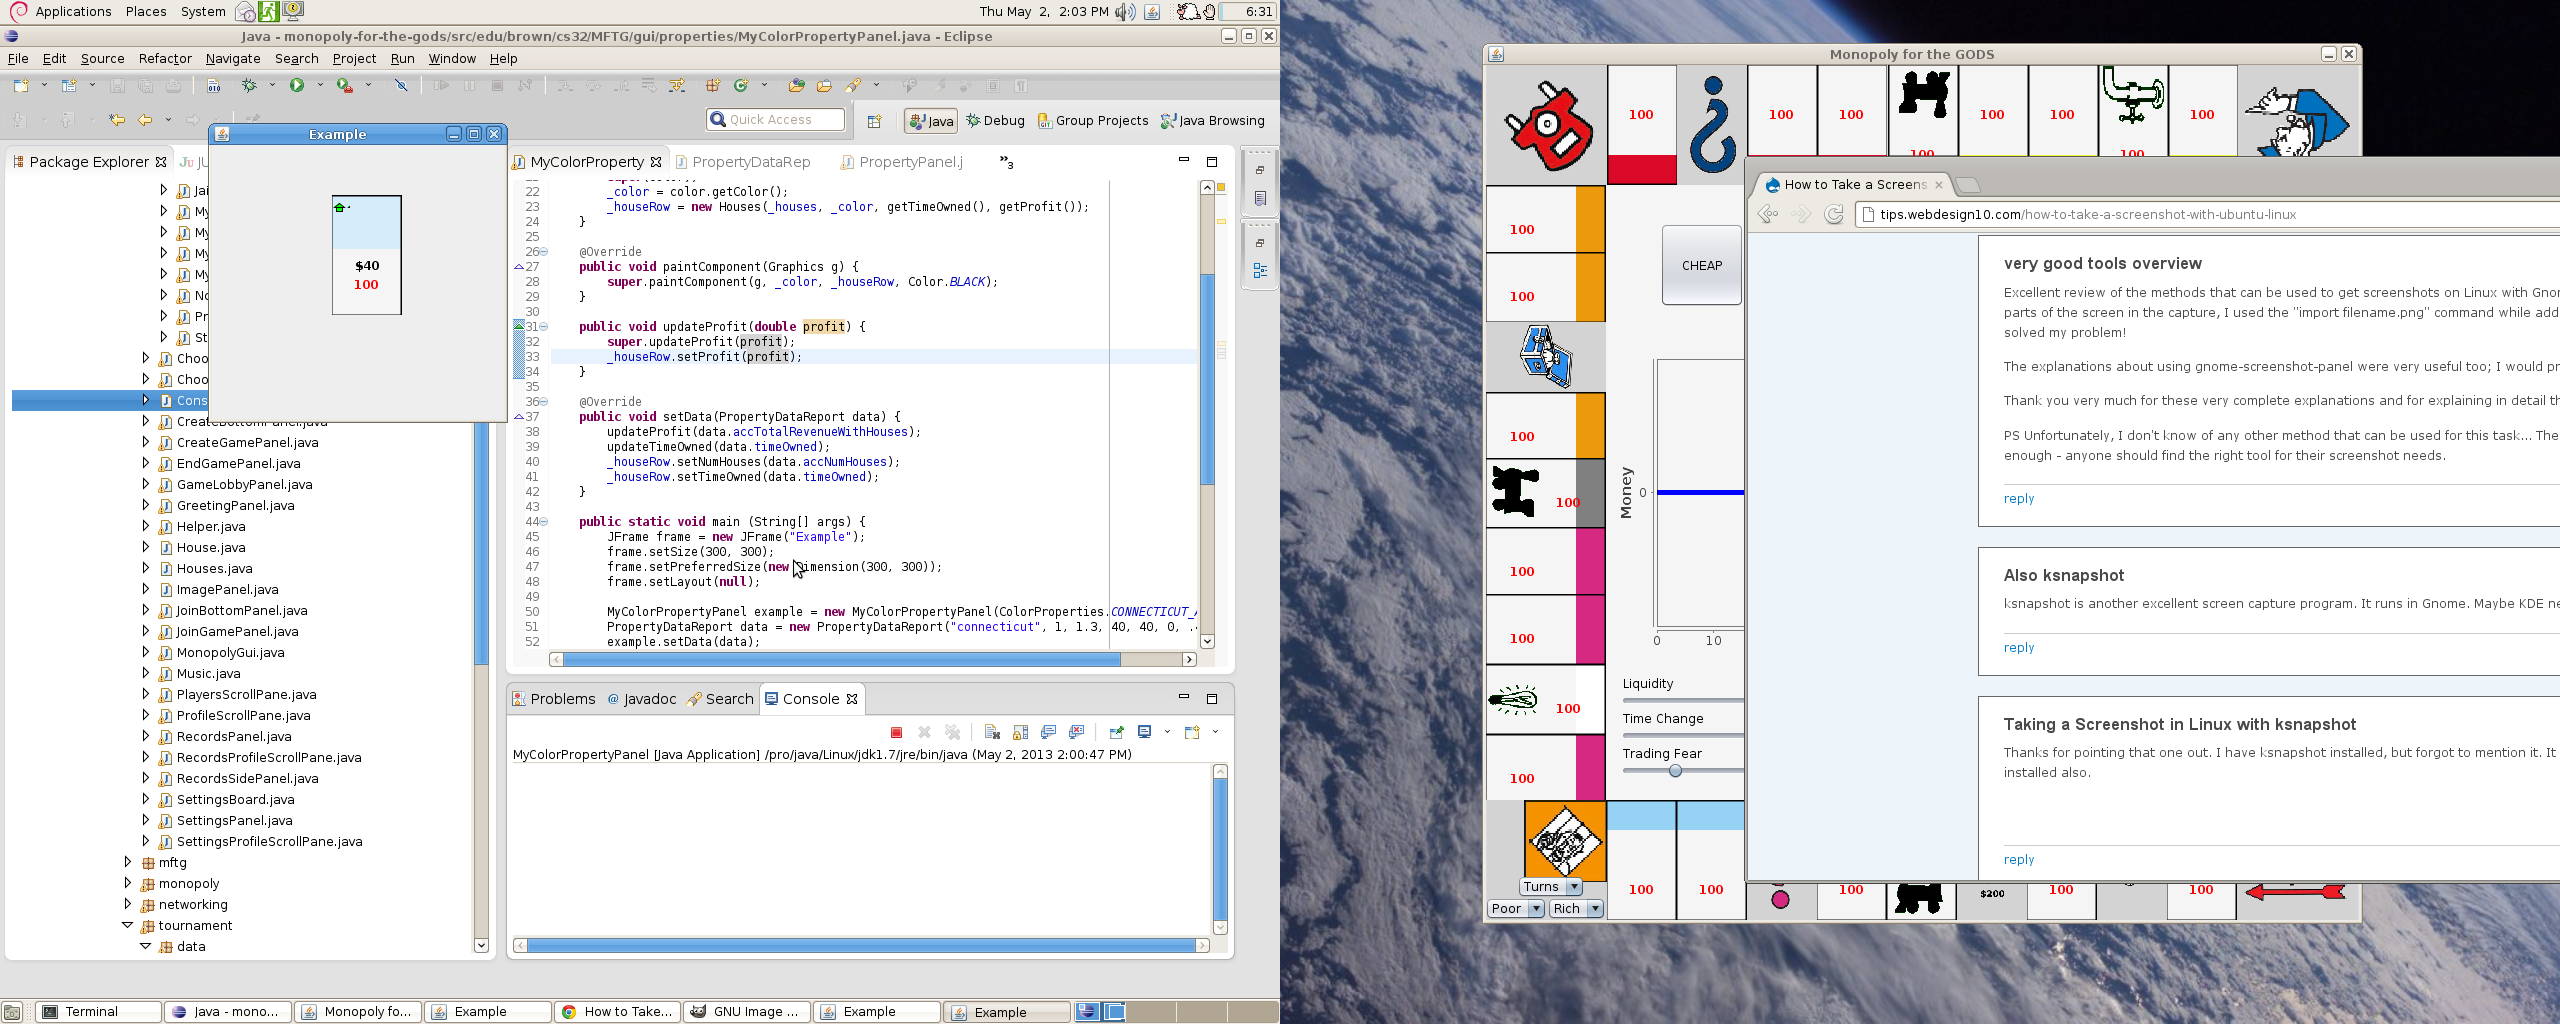 Applications Places System
Thu May 2, 2:03 PM
6:31
Java - monopoly-for-the-gods/src/edu/brown/cs32/MFTG/gui/properties/MyColorPropertyPanel.java - Eclipse
File Edit Source Refactor Navigate Search Project Run Window Help
Quick Access
Java
Debug
Group Projects
Java Browsing
Package Explorer
Example
$40
100
Jai
My
My
My
My
No
Pr
St
Choo
Choo
Cons
CreateBottomPanel.java
CreateGamePanel.java
EndGamePanel.java
GameLobbyPanel.java
GreetingPanel.java
Helper.java
House.java
Houses.java
ImagePanel.java
JoinBottomPanel.java
JoinGamePanel.java
MonopolyGui.java
Music.java
PlayersScrollPane.java
ProfileScrollPane.java
RecordsPanel.java
RecordsProfileScrollPane.java
RecordsSidePanel.java
SettingsBoard.java
SettingsPanel.java
SettingsProfileScrollPane.java
mftg
monopoly
networking
tournament
data
MyColorProperty
PropertyDataRep
PropertyPanel.j
»3
22 _color = color.getColor();
23 _houseRow = new Houses(_houses, _color, getTimeOwned(), getProfit());
24 }
25
26 @Override
27 public void paintComponent(Graphics g) {
28 super.paintComponent(g, _color, _houseRow, Color.BLACK);
29 }
30
31 public void updateProfit(double profit) {
32 super.updateProfit(profit);
33 _houseRow.setProfit(profit);
34 }
35
36 @Override
37 public void setData(PropertyDataReport data) {
38 updateProfit(data.accTotalRevenueWithHouses);
39 updateTimeOwned(data.timeOwned);
40 _houseRow.setNumHouses(data.accNumHouses);
41 _houseRow.setTimeOwned(data.timeOwned);
42 }
43
44 public static void main (String[] args) {
45 JFrame frame = new JFrame("Example");
46 frame.setSize(300, 300);
47 frame.setPreferredSize(new Dimension(300, 300));
48 frame.setLayout(null);
49
50 MyColorPropertyPanel example = new MyColorPropertyPanel(ColorProperties.CONNECTICUT_
51 PropertyDataReport data = new PropertyDataReport("connecticut", 1, 1.3, 40, 40, 0, .
52 example.setData(data);
Problems
@ Javadoc
Search
Console
MyColorPropertyPanel [Java Application] /pro/java/Linux/jdk1.7/jre/bin/java (May 2, 2013 2:00:47 PM)
Terminal
Java - mono...
Monopoly fo...
Example
How to Take...
GNU Image ...
Example
Example
Monopoly for the GODS
100
100
100
100
100
100
100
100
100
100
CHEAP
100
100
100
100
100
100
100
Money
0
0
10
Liquidity
Time Change
Trading Fear
Turns
Poor
Rich
100
100
100
$200
100
100
How to Take a Screens
tips.webdesign10.com/how-to-take-a-screenshot-with-ubuntu-linux
very good tools overview
Excellent review of the methods that can be used to get screenshots on Linux with Gno
parts of the screen in the capture, I used the "import filename.png" command while add
solved my problem!
The explanations about using gnome-screenshot-panel were very useful too; I would pr
Thank you very much for these very complete explanations and for explaining in detail th
PS Unfortunately, I don't know of any other method that can be used for this task... The
enough - anyone should find the right tool for their screenshot needs.
reply
Also ksnapshot
ksnapshot is another excellent screen capture program. It runs in Gnome. Maybe KDE ne
reply
Taking a Screenshot in Linux with ksnapshot
Thanks for pointing that one out. I have ksnapshot installed, but forgot to mention it. It
installed also.
reply